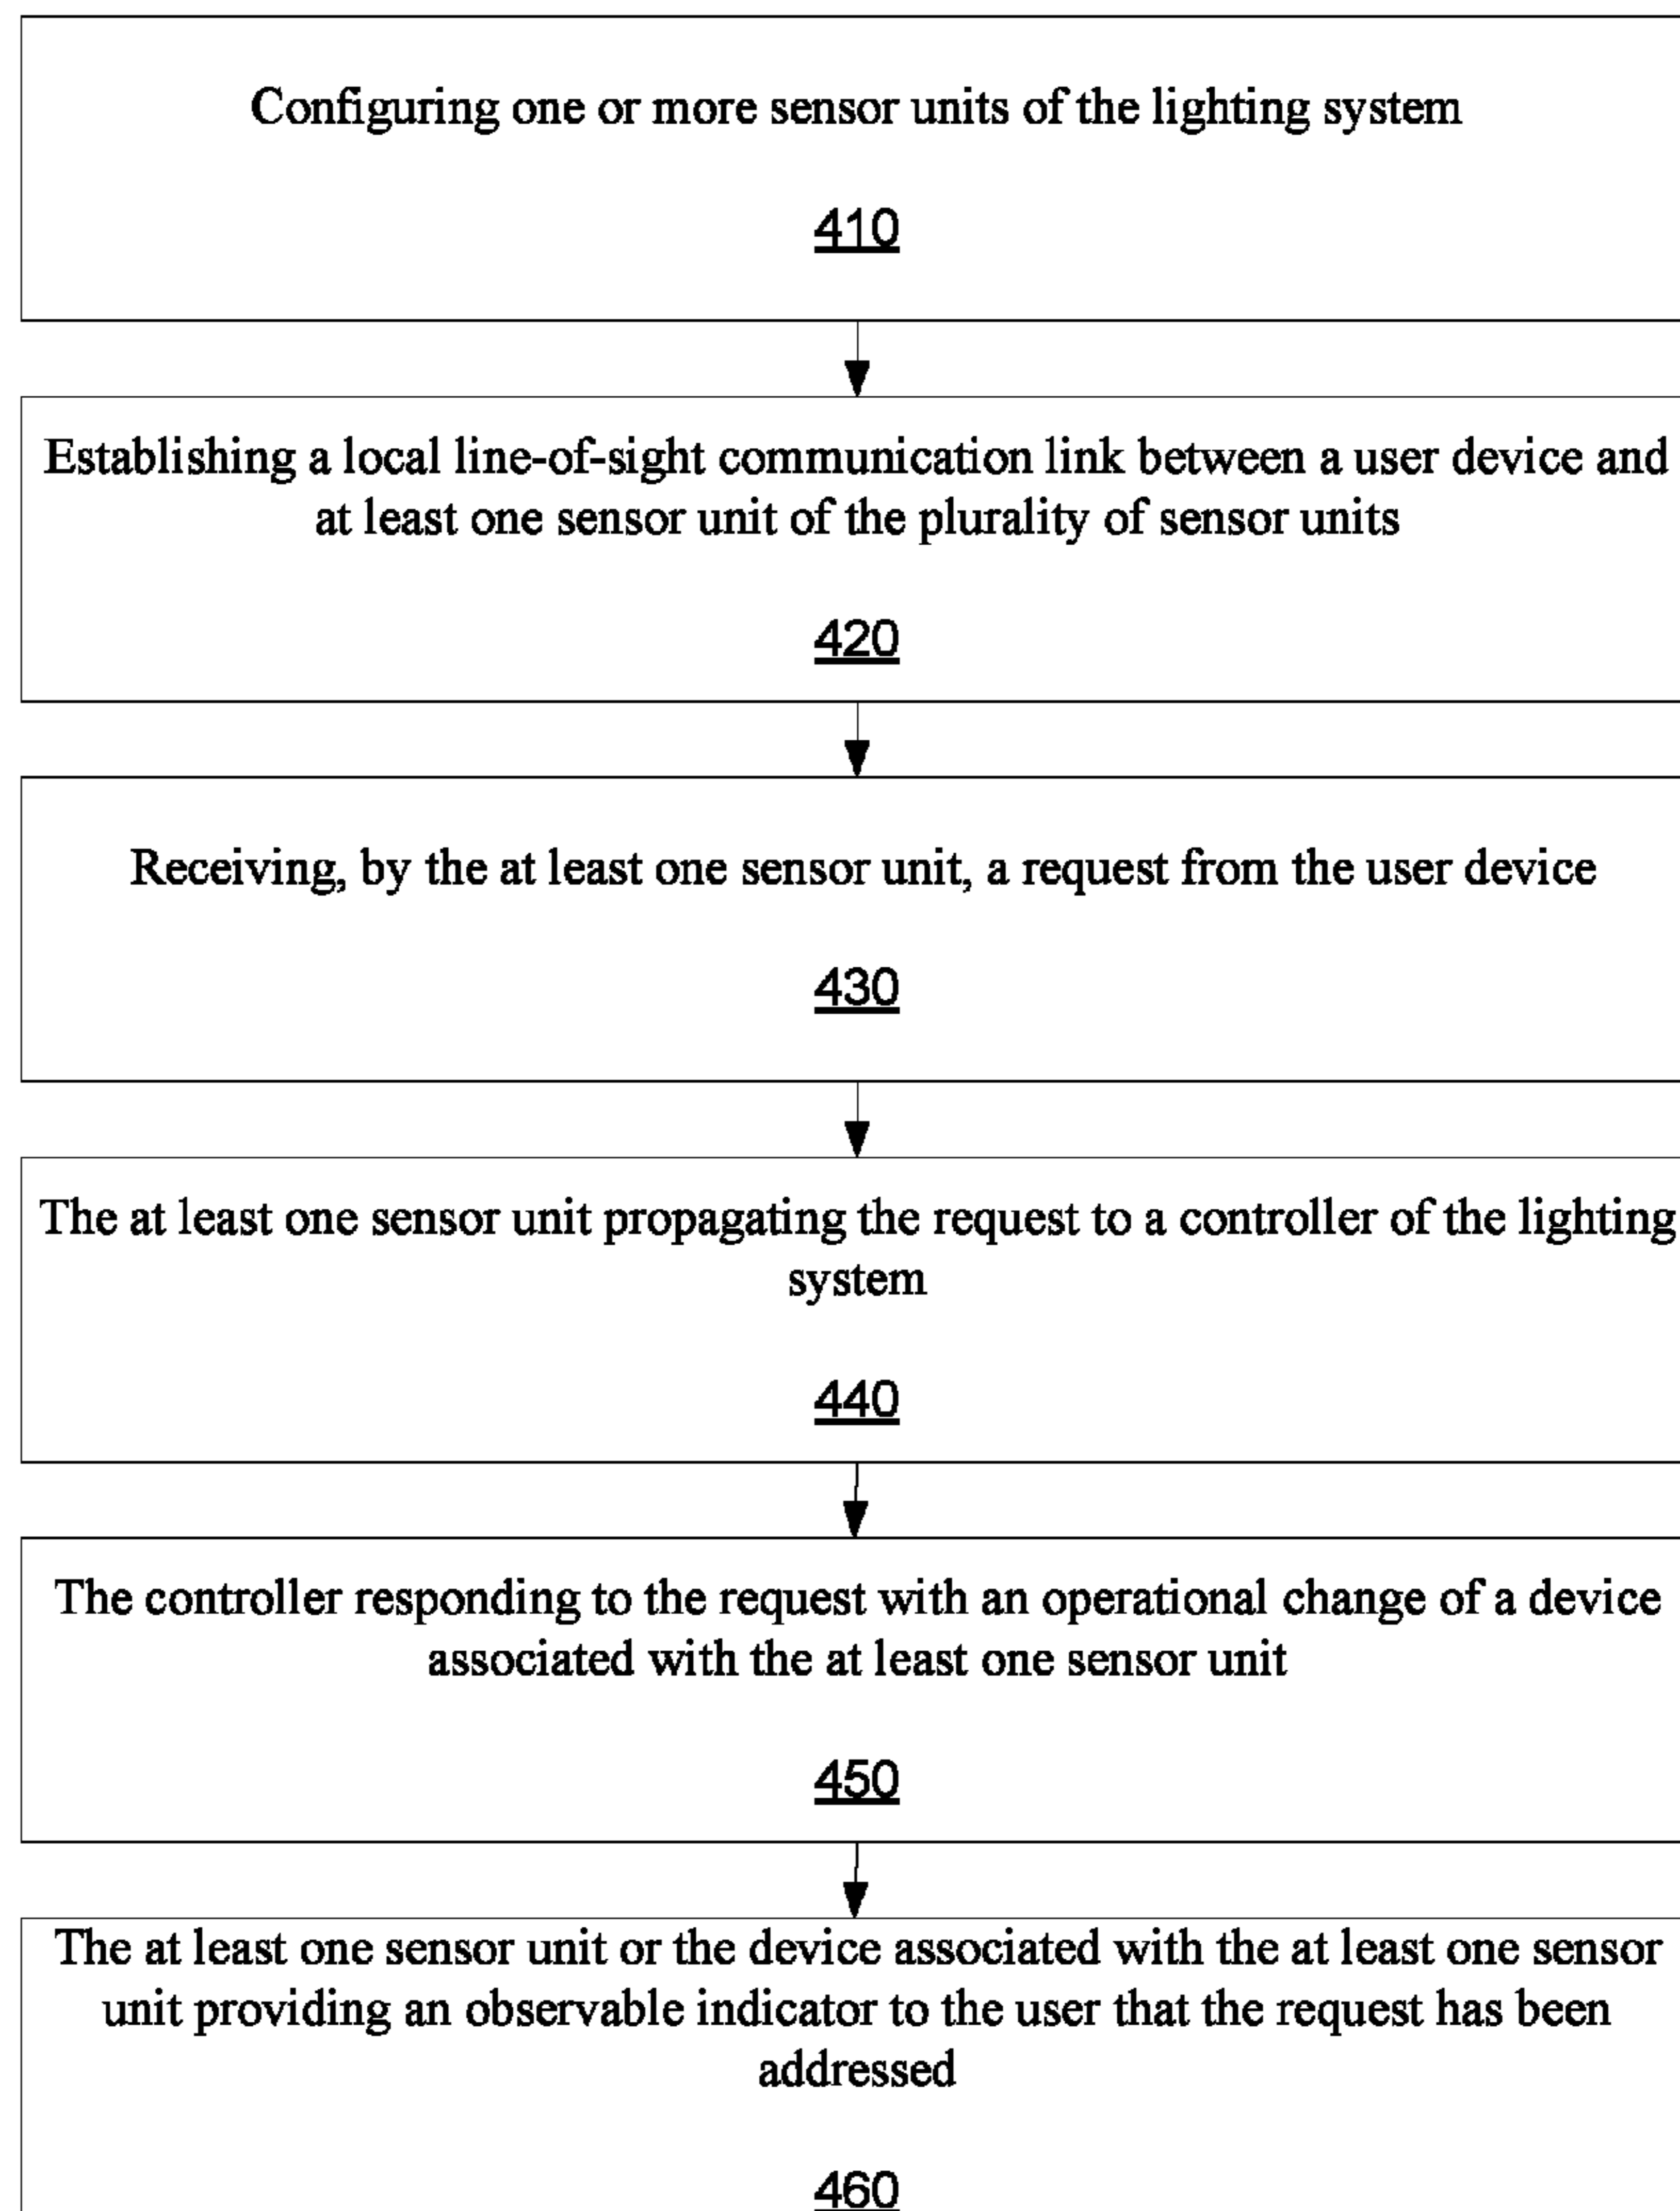 Configuring one or more sensor units of the lighting system
410
Establishing a local line-of-sight communication link between a user device and
at least one sensor unit of the plurality of sensor units
420
Receiving, by the at least one sensor unit, a request from the user device
430
The at least one sensor unit propagating the request to a controller of the lighting
system
440
The controller responding to the request with an operational change of a device
associated with the at least one sensor unit
450
The at least one sensor unit or the device associated with the at least one sensor
unit providing an observable indicator to the user that the request has been
addressed
460